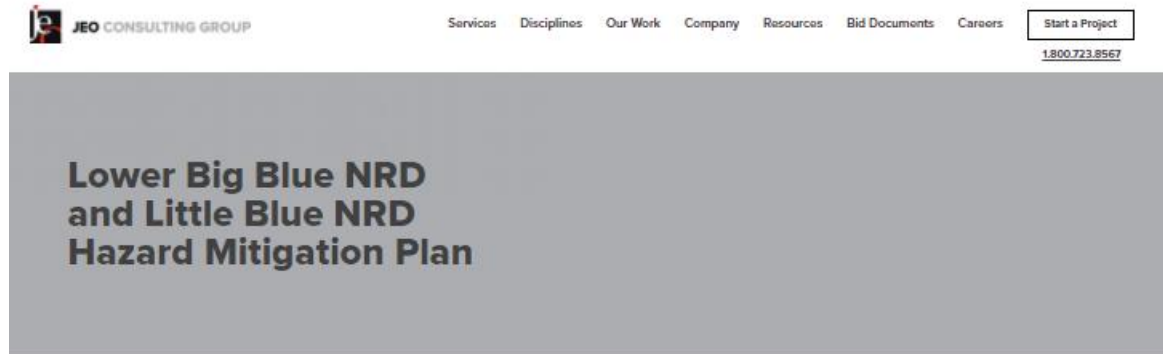 je
JEO CONSULTING GROUP
Services Disciplines Our Work Company Resources Bid Documents Careers Start a Project
1.800.723.8567
Lower Big Blue NRD
and Little Blue NRD
Hazard Mitigation Plan